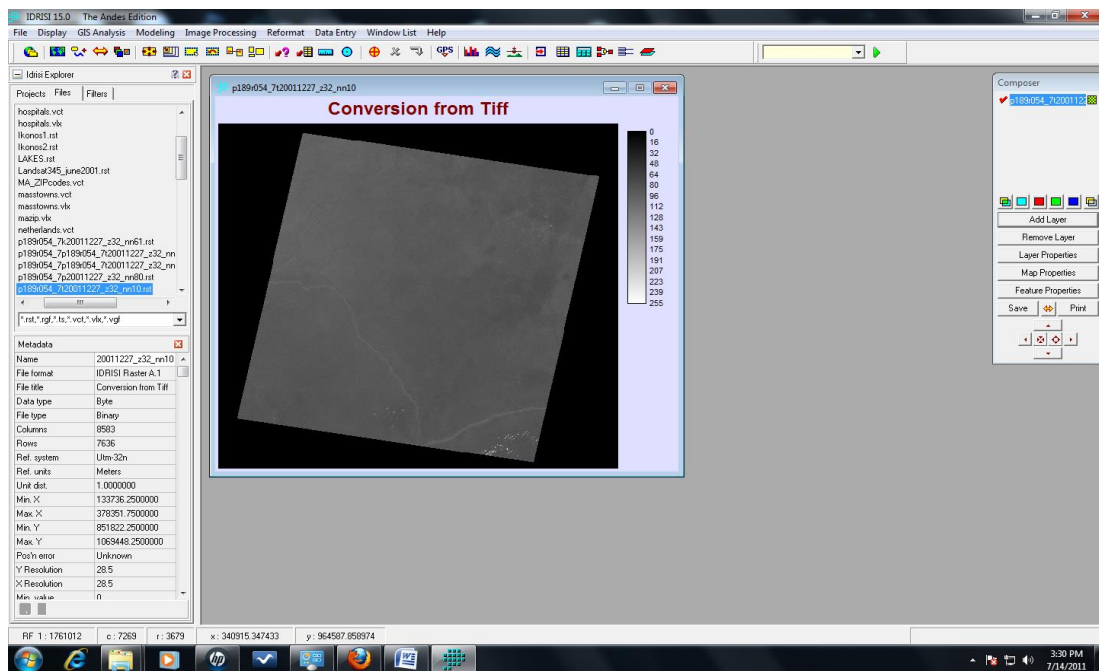 IDRISI 15.0 The Andes Edition
File Display GIS Analysis Modeling Image Processing Reformat Data Entry Window List Help
GPS
Idrisi Explorer
Projects Files Filters
hospitals.vct
hospitals.vlx
Ikonos1.rst
Ikonos2.rst
LAKES.rst
Landsat345_june2001.rst
MA_ZIPcodes.vct
masstowns.vct
masstowns.vlx
mazip.vlx
netherlands.vct
p189r054_7k20011227_z32_nn61.rst
p189r054_7p189r054_7t20011227_z32_nn
p189r054_7p189r054_7t20011227_z32_nn
p189r054_7p20011227_z32_nn80.rst
p189r054_7t20011227_z32_nn10.rst
*.rst,*.rgf,*.ts,*.vct,*.vlx,*.vgf
Metadata
Name 20011227_z32_nn10
File format IDRISI Raster A.1
File title Conversion from Tiff
Data type Byte
File type Binary
Columns 8583
Rows 7636
Ref. system Utm-32n
Ref. units Meters
Unit dist. 1.0000000
Min. X 133736.2500000
Max. X 378351.7500000
Min. Y 851822.2500000
Max. Y 1069448.2500000
Pos'n error Unknown
Y Resolution 28.5
X Resolution 28.5
Min. value 0
p189r054_7t20011227_z32_nn10
Conversion from Tiff
0
16
32
48
64
80
96
112
128
143
159
175
191
207
223
239
255
Composer
p189r054_7t200112
Add Layer
Remove Layer
Layer Properties
Map Properties
Feature Properties
Save Print
RF 1 : 1761012 c : 7269 r : 3679 x : 340915.347433 y : 964587.858974
hp
W
3:30 PM
7/14/2011